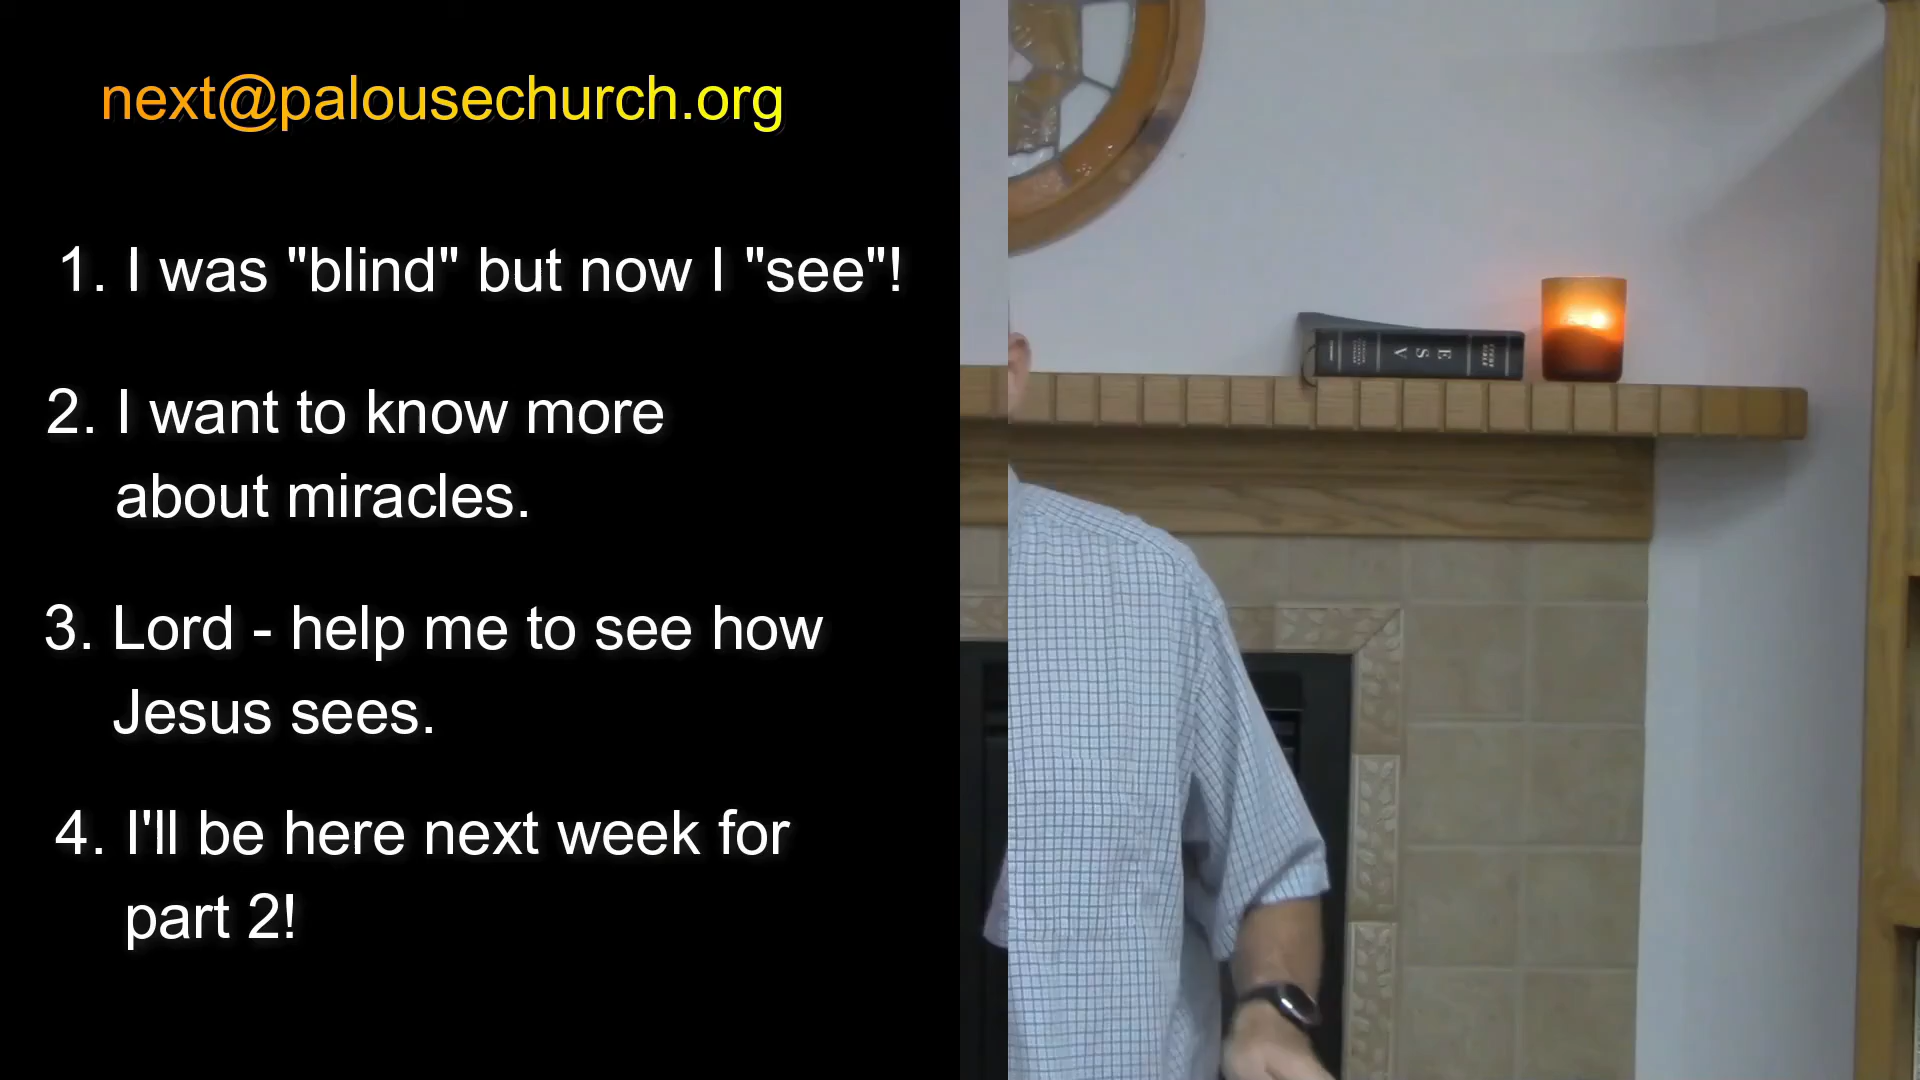 next@palousechurch.org
1. I was "blind" but now I "see"!
2. I want to know more
about miracles.
3. Lord - help me to see how
Jesus sees.
4. I'll be here next week for
part 2!
ESV